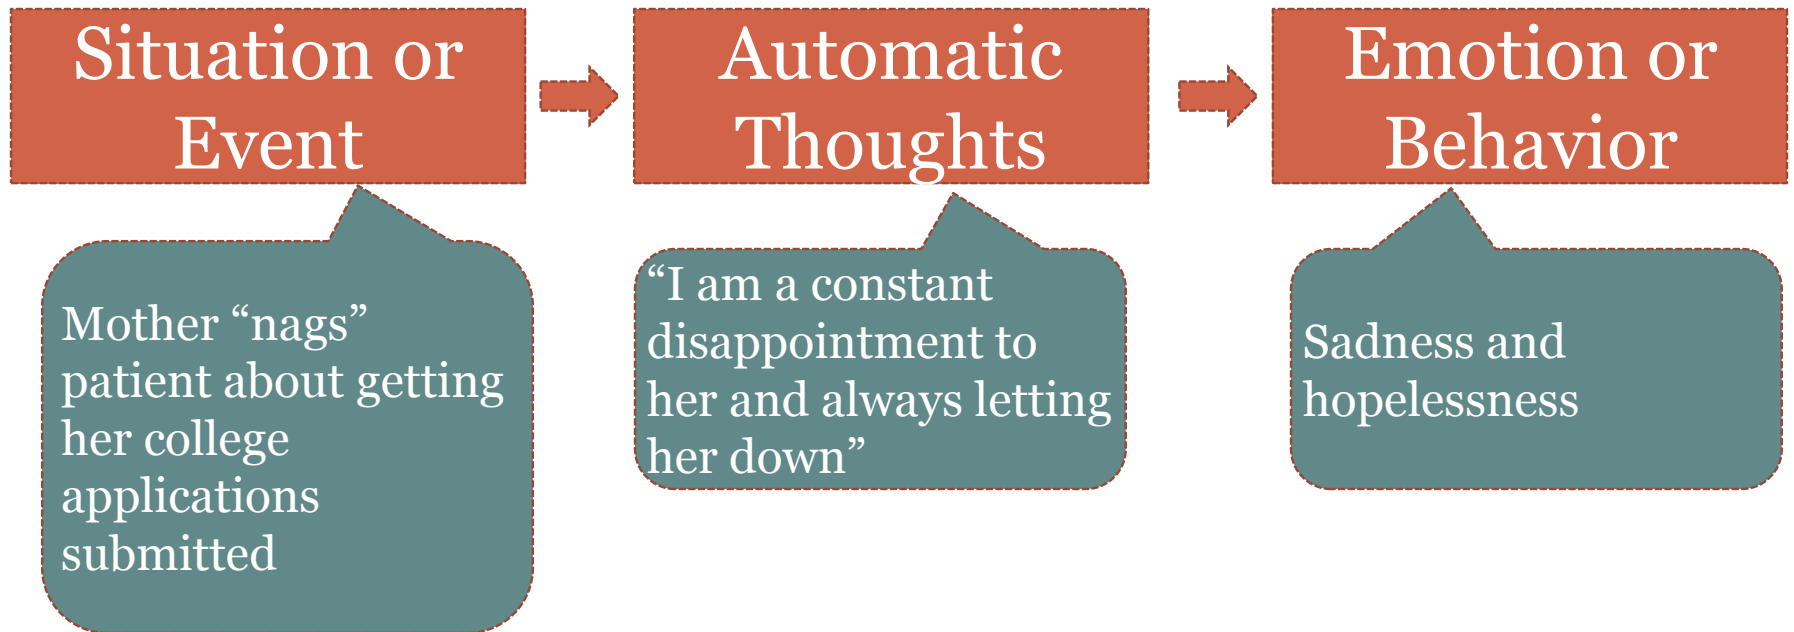 Situation or
Event
Automatic
Thoughts
Emotion or
Behavior
Mother “nags”
patient about getting
her college
applications
submitted
“I am a constant
disappointment to
her and always letting
her down”
Sadness and
hopelessness